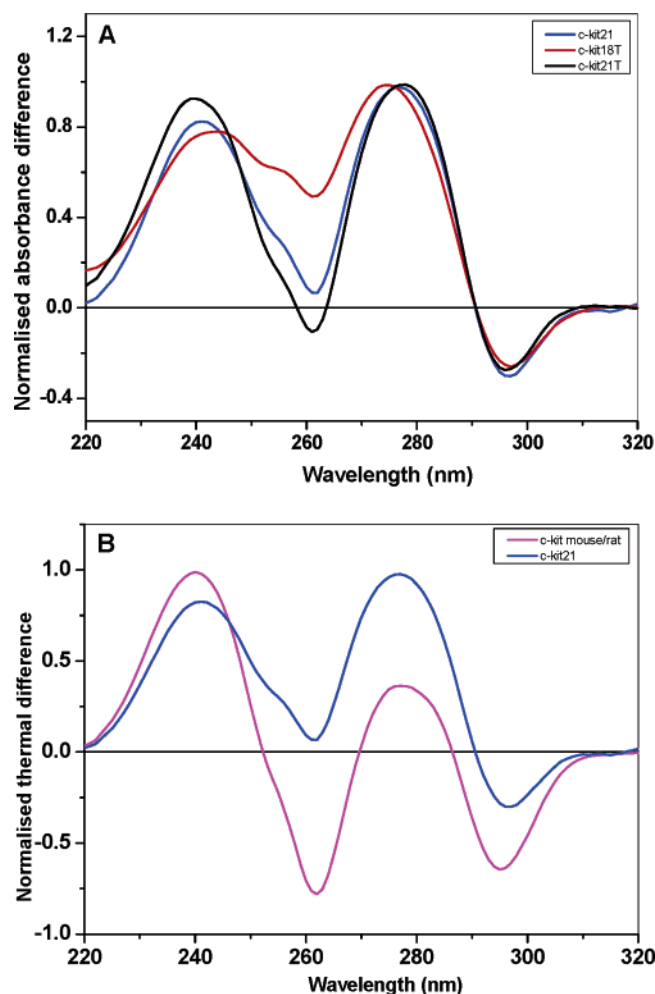 A
c-kit21
c-kit18T
c-kit21T
Normalised absorbance difference
1.2
0.8
0.4
0.0
-0.4
220 240 260 280 300 320
Wavelength (nm)
B
c-kit mouse/rat
c-kit21
Normalised thermal difference
1.0
0.5
0.0
-0.5
-1.0
220 240 260 280 300 320
Wavelength (nm)